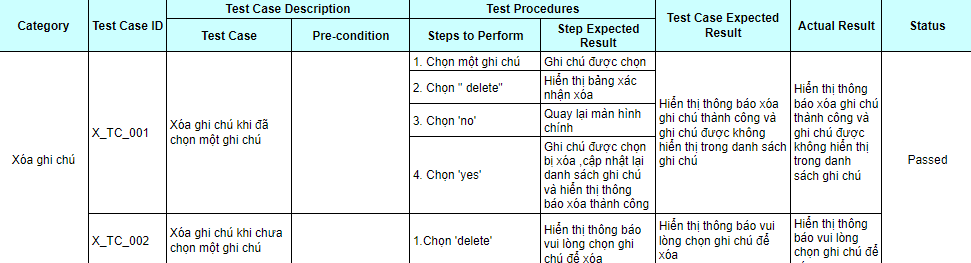 Category
Test Case ID
Test Case Description
Test Case
Pre-condition
Test Procedures
Steps to Perform
Step Expected
Result
Test Case Expected
Result
Actual Result
Status
Xóa ghi chú
X_TC_001
Xóa ghi chú khi đã
chọn một ghi chú
1. Chọn một ghi chú
Ghi chú được chọn
2. Chọn " delete"
Hiển thị bảng xác
nhận xóa
3. Chọn 'no'
Quay lại màn hình
chính
4. Chọn 'yes'
Ghi chú được chọn
bị xóa ,cập nhật lại
danh sách ghi chú
và hiển thị thông
báo xóa thành công
Hiển thị thông báo xóa
ghi chú thành công và
ghi chú được không
hiển thị trong danh sách
ghi chú
Hiển thị thông
báo xóa ghi chú
thành công và
ghi chú được
không hiển thị
trong danh
sách ghi chú
Passed
X_TC_002
Xóa ghi chú khi chưa
chọn một ghi chú
1.Chọn 'delete'
Hiển thị thông báo
vui lòng chọn ghi
chú để xóa
Hiển thị thông báo vui
lòng chọn ghi chú để
xóa
Hiển thị thông
báo vui lòng
chọn ghi chú để